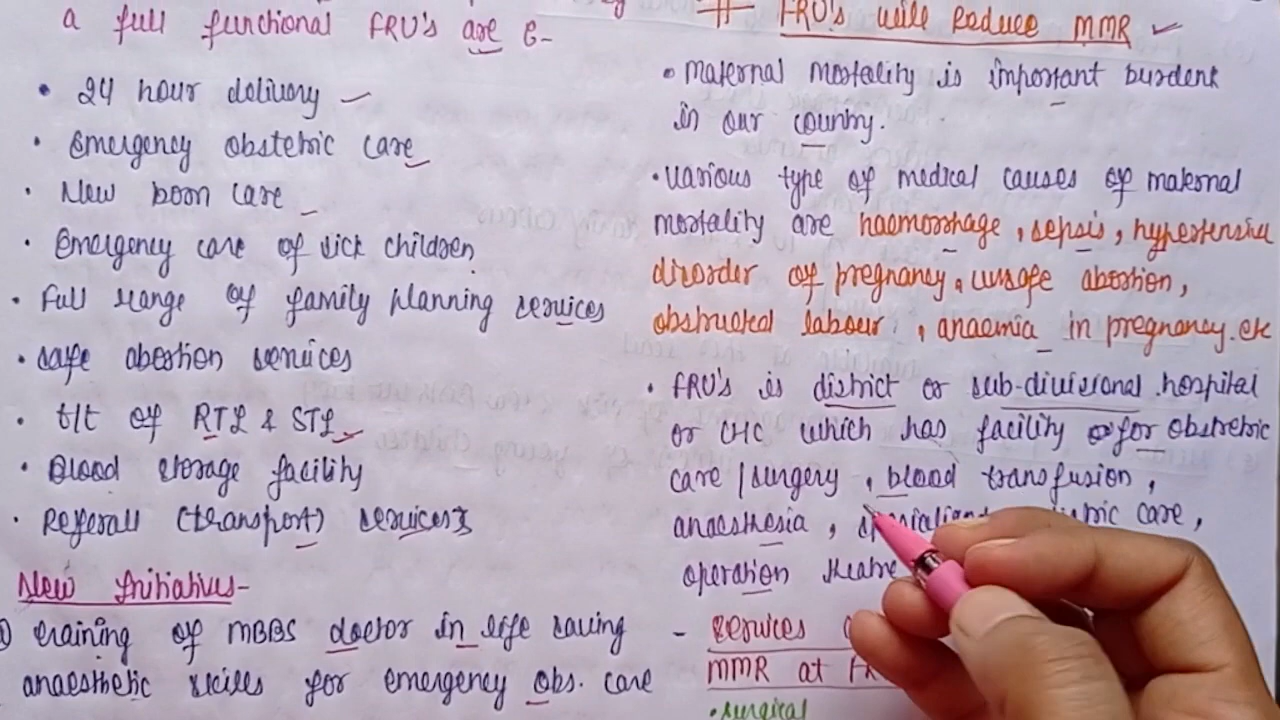 a full functional FRU's are :-
• 24 hour delivery
• Emergency obstetric care
• New born care
• Emergency care of sick children
• Full range of family planning services
• safe abortion services
• t/t of RTI & STI
• Blood storage facility
• Referall (transport) services
New Initiatives-
training of MBBS doctor in life saving
anaesthetic skills for emergency obs. care
# FRU's will Reduce MMR ✓
• Maternal mortality is important burdent
in our country.
• Various type of medical causes of maternal
mortality are haemorrhage, sepsis, hypertensive
disorder of pregnancy, unsafe abortion,
obstructed labour, anaemia in pregnancy. etc
• FRU's is district or sub-divisional hospital
or CHC which has facility for obstretric
care / surgery, blood transfusion,
anaesthesia, care,
operation theatre
- services
MMR at
• surgical